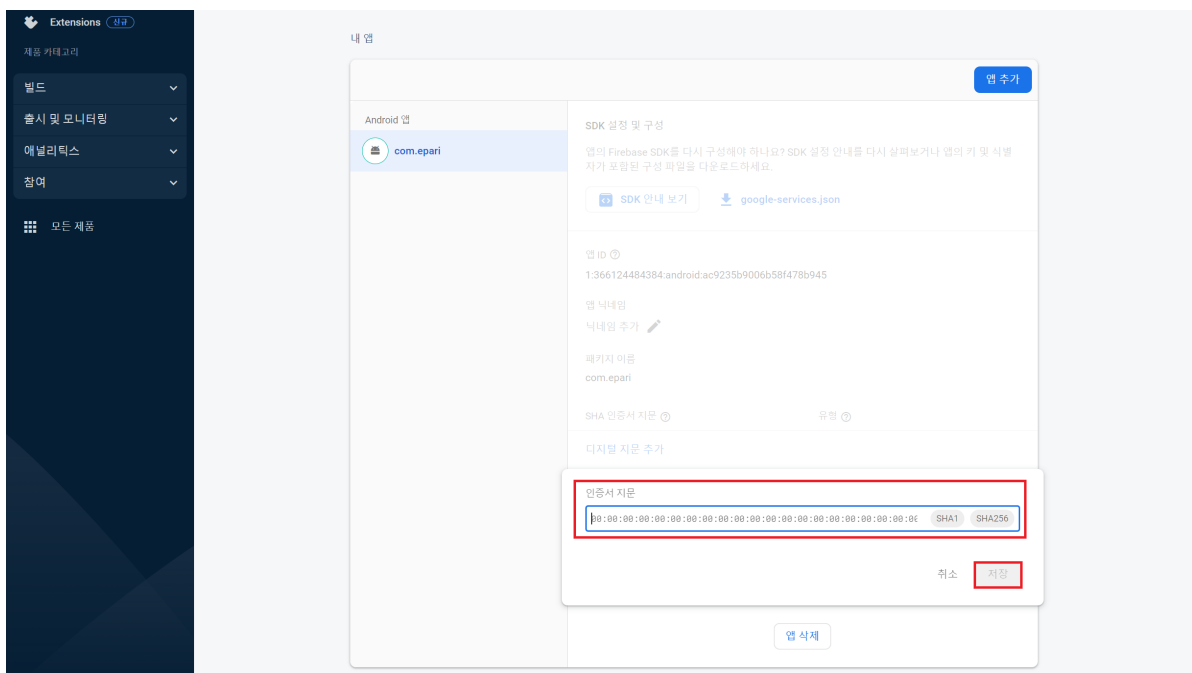 Extensions 신규
제품 카테고리
빌드
출시 및 모니터링
애널리틱스
참여
모든 제품
내 앱
앱 추가
Android 앱
com.epari
SDK 설정 및 구성
앱의 Firebase SDK를 다시 구성해야 하나요? SDK 설정 안내를 다시 살펴보거나 앱의 키 및 식별
자가 포함된 구성 파일을 다운로드하세요.
SDK 안내 보기
google-services.json
앱 ID
1:366124484384:android:ac9235b9006b58f478b945
앱 닉네임
닉네임 추가
패키지 이름
com.epari
SHA 인증서 지문
유형
디지털 지문 추가
인증서 지문
00:00:00:00:00:00:00:00:00:00:00:00:00:00:00:00:00:00:00:00:00
SHA1
SHA256
취소
저장
앱 삭제